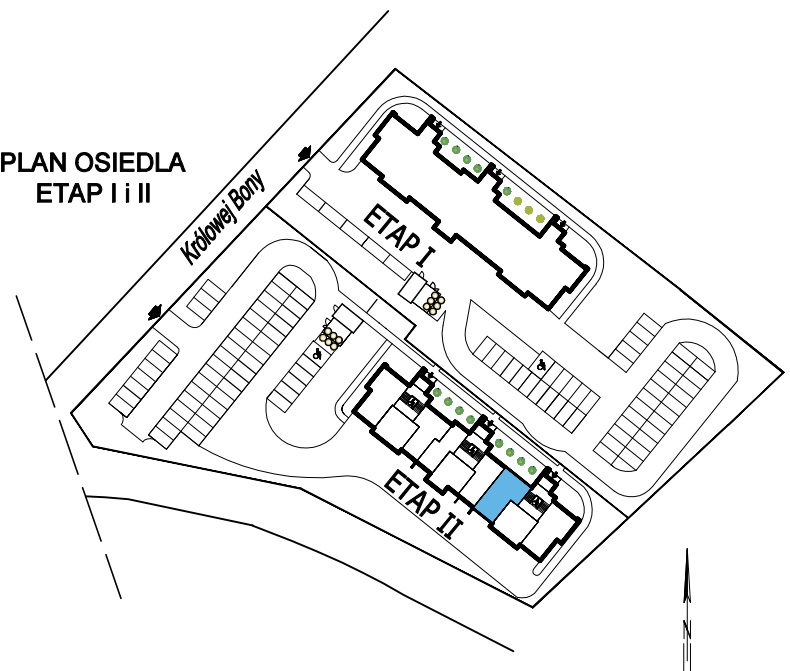 PLAN OSIEDLA
ETAP I i II
Królowej Bony
ETAP I
ETAP II
N